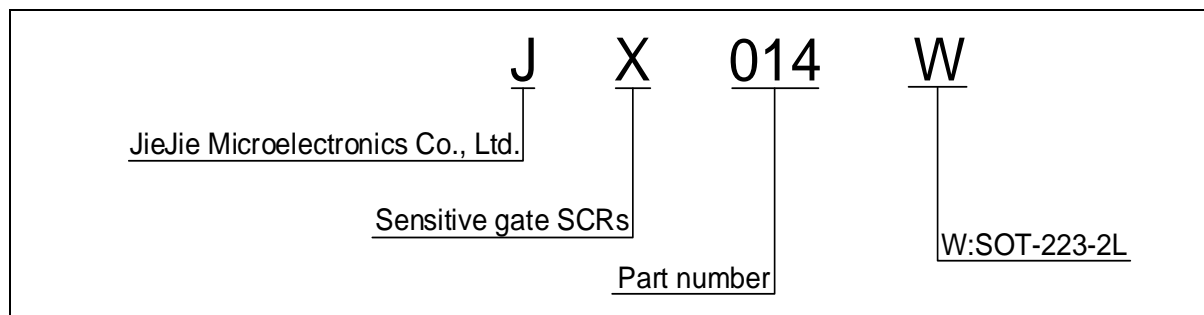 J X 014 W
JieJie Microelectronics Co., Ltd.
Sensitive gate SCRs
W:SOT-223-2L
Part number